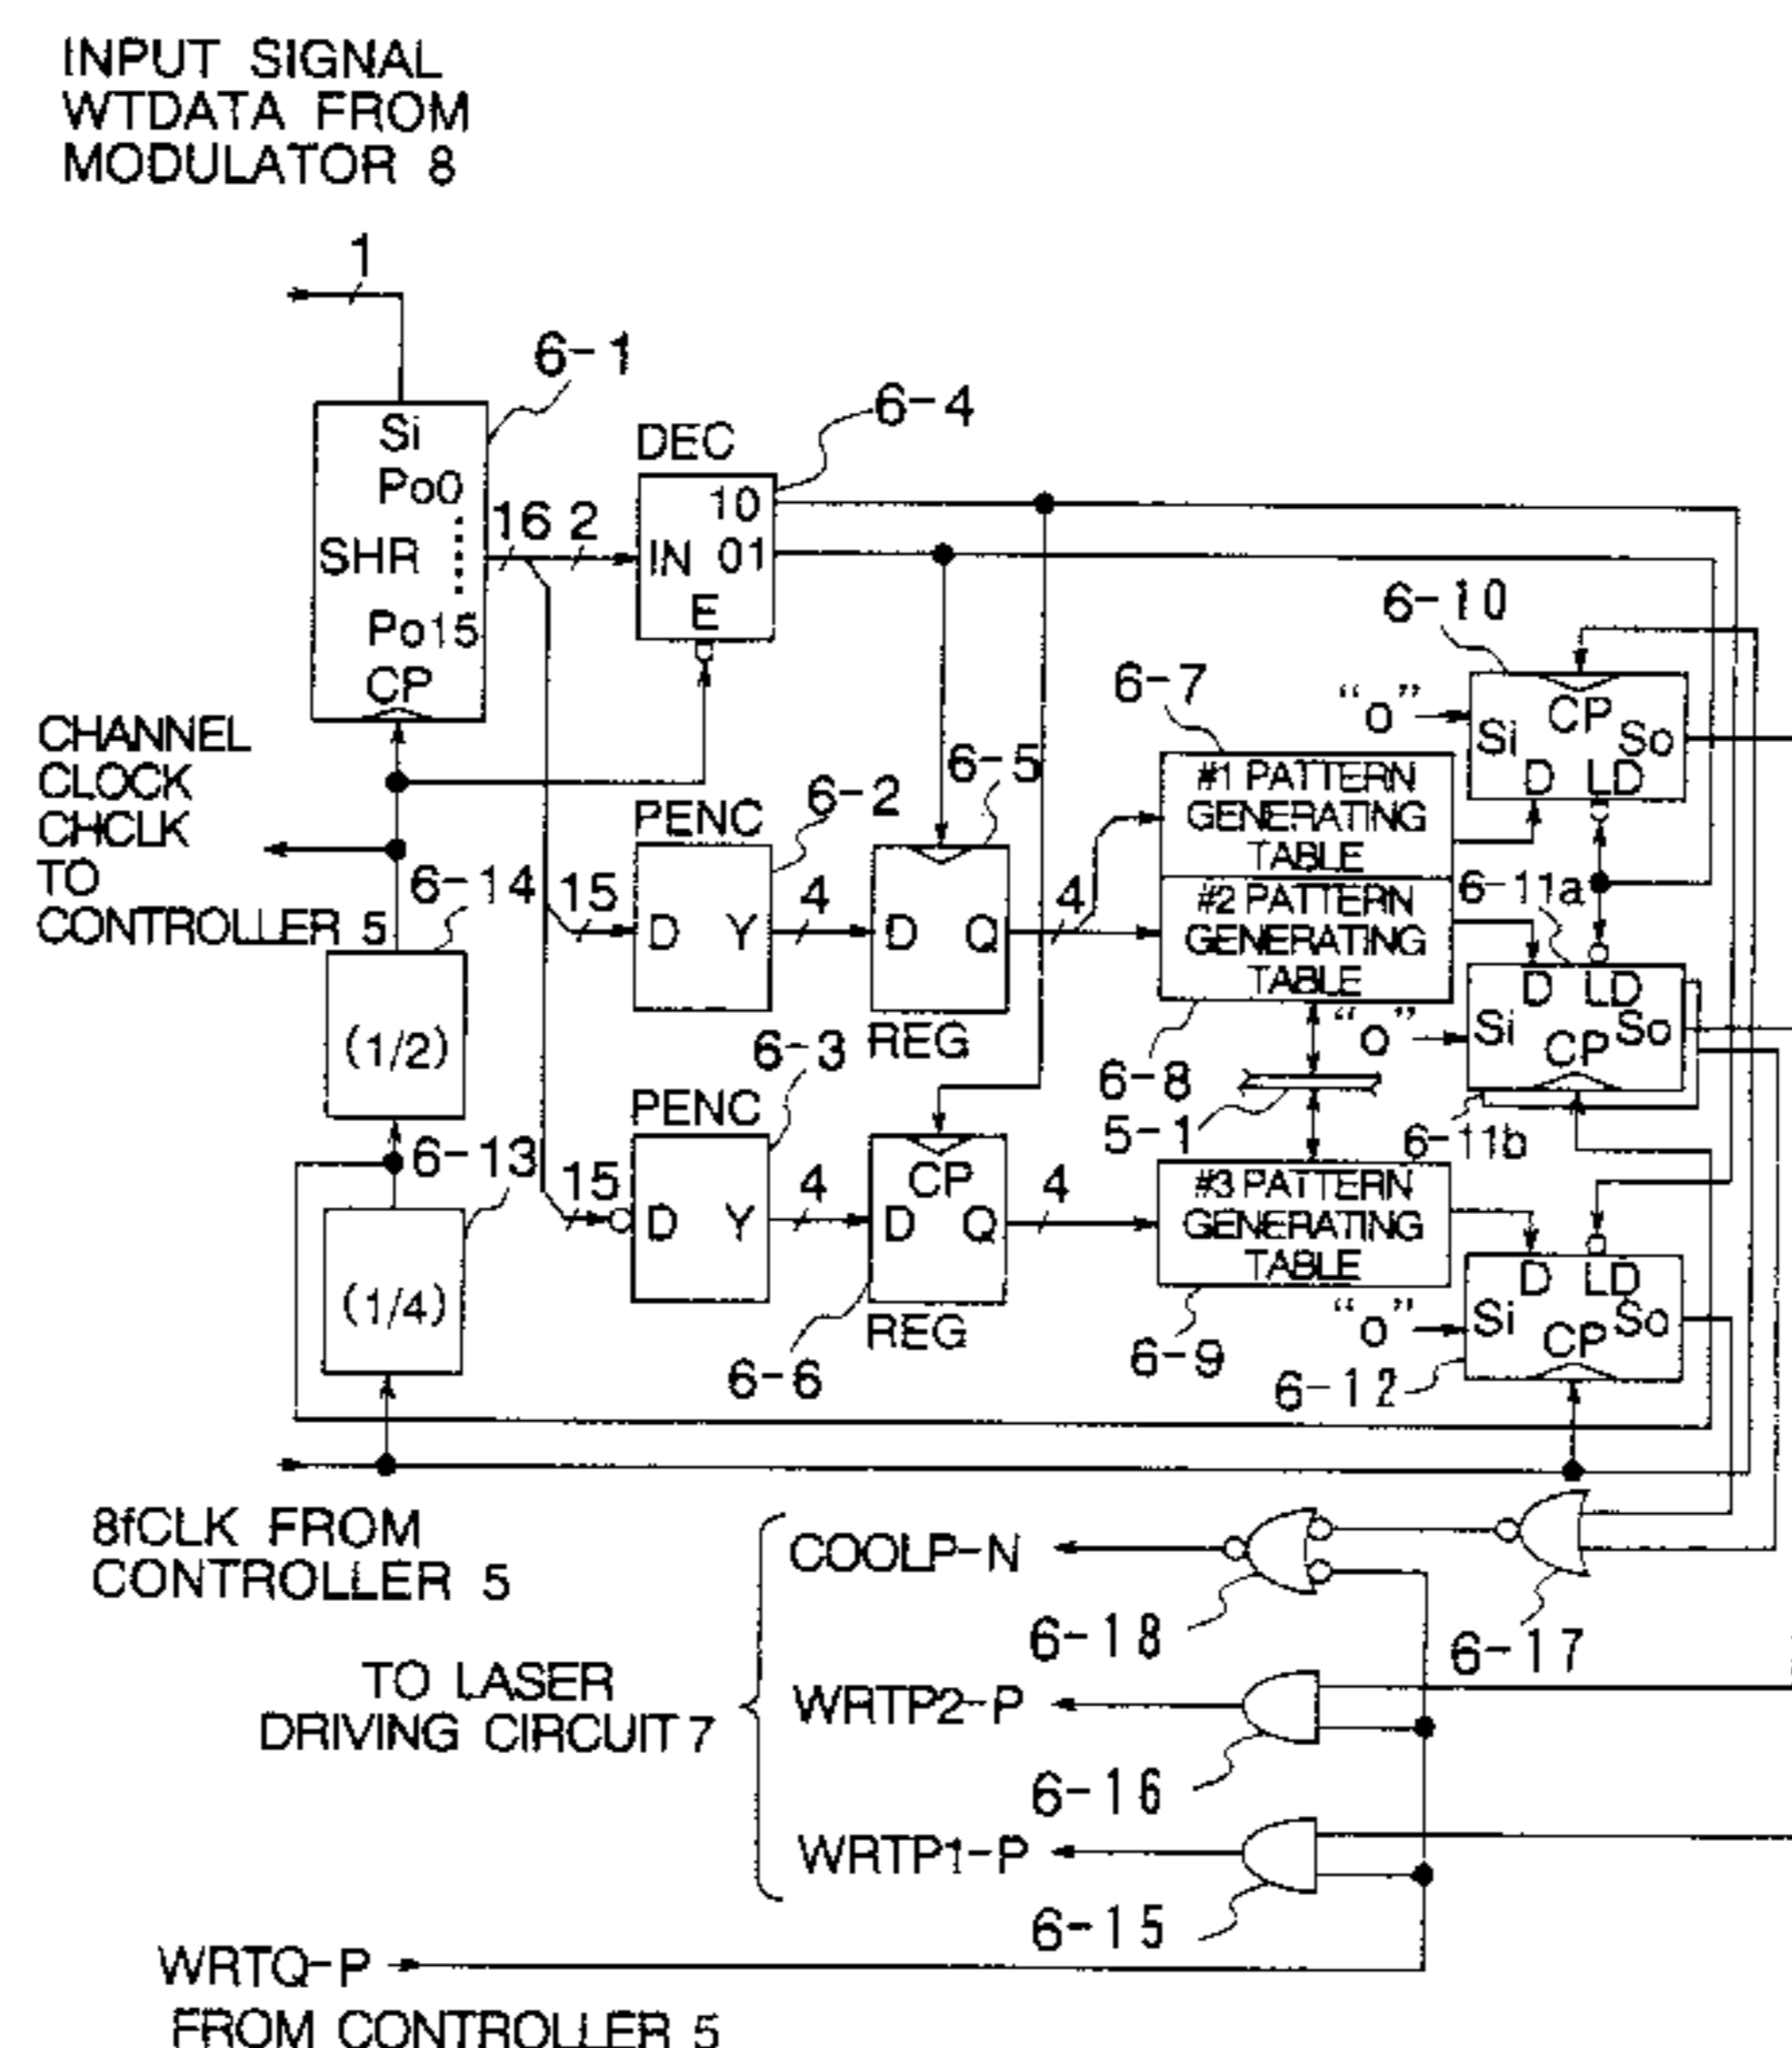 INPUT SIGNAL
WTDATA FROM
MODULATOR 8
1
6-1
Si
Po0
SHR
Po15
CP
16
2
DEC
6-4
10
IN 01
E
CHANNEL
CLOCK
CHCLK
TO
CONTROLLER 5
6-14
(1/2)
6-13
(1/4)
15
PENC
6-2
D Y
4
6-5
D Q
REG
4
15
PENC
6-3
D Y
4
CP
D Q
REG
6-6
4
6-7
#1 PATTERN
GENERATING
TABLE
#2 PATTERN
GENERATING
TABLE
6-8
5-1
#3 PATTERN
GENERATING
TABLE
6-9
6-10
"o"
Si CP So
D LD
6-11a
D LD
"o"
Si CP So
6-11b
D LD
"o"
Si CP So
6-12
8fCLK FROM
CONTROLLER 5
COOLP-N
6-18
6-17
TO LASER
DRIVING CIRCUIT 7
WRTP2-P
6-16
WRTP1-P
6-15
WRTQ-P
FROM CONTROLLER 5